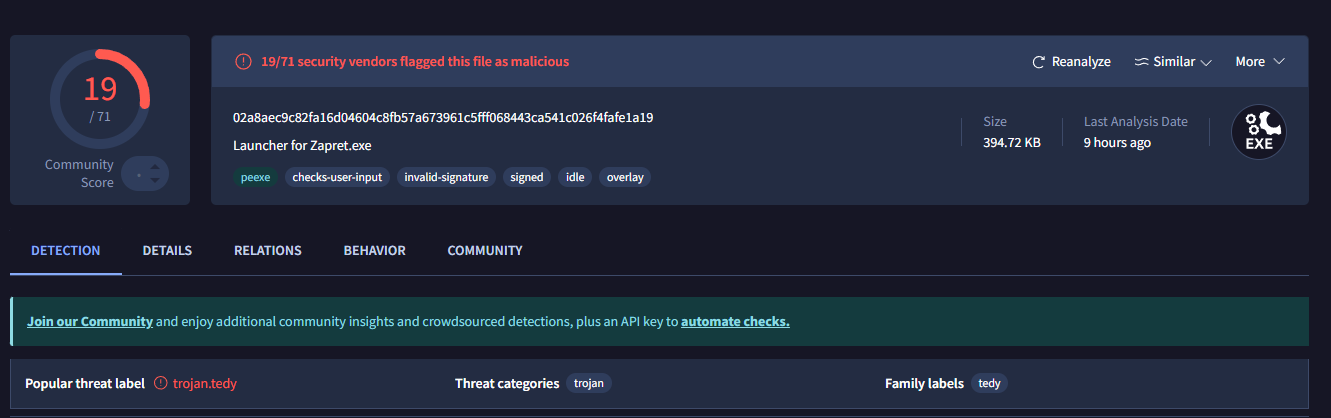 19
/ 71
Community
Score
19/71 security vendors flagged this file as malicious
Reanalyze
Similar
More
02a8aec9c82fa16d04604c8fb57a673961c5fff068443ca541c026f4fafe1a19
Launcher for Zapret.exe
peexe
checks-user-input
invalid-signature
signed
idle
overlay
Size
394.72 KB
Last Analysis Date
9 hours ago
EXE
DETECTION
DETAILS
RELATIONS
BEHAVIOR
COMMUNITY
Join our Community and enjoy additional community insights and crowdsourced detections, plus an API key to automate checks.
Popular threat label trojan.tedy
Threat categories trojan
Family labels tedy